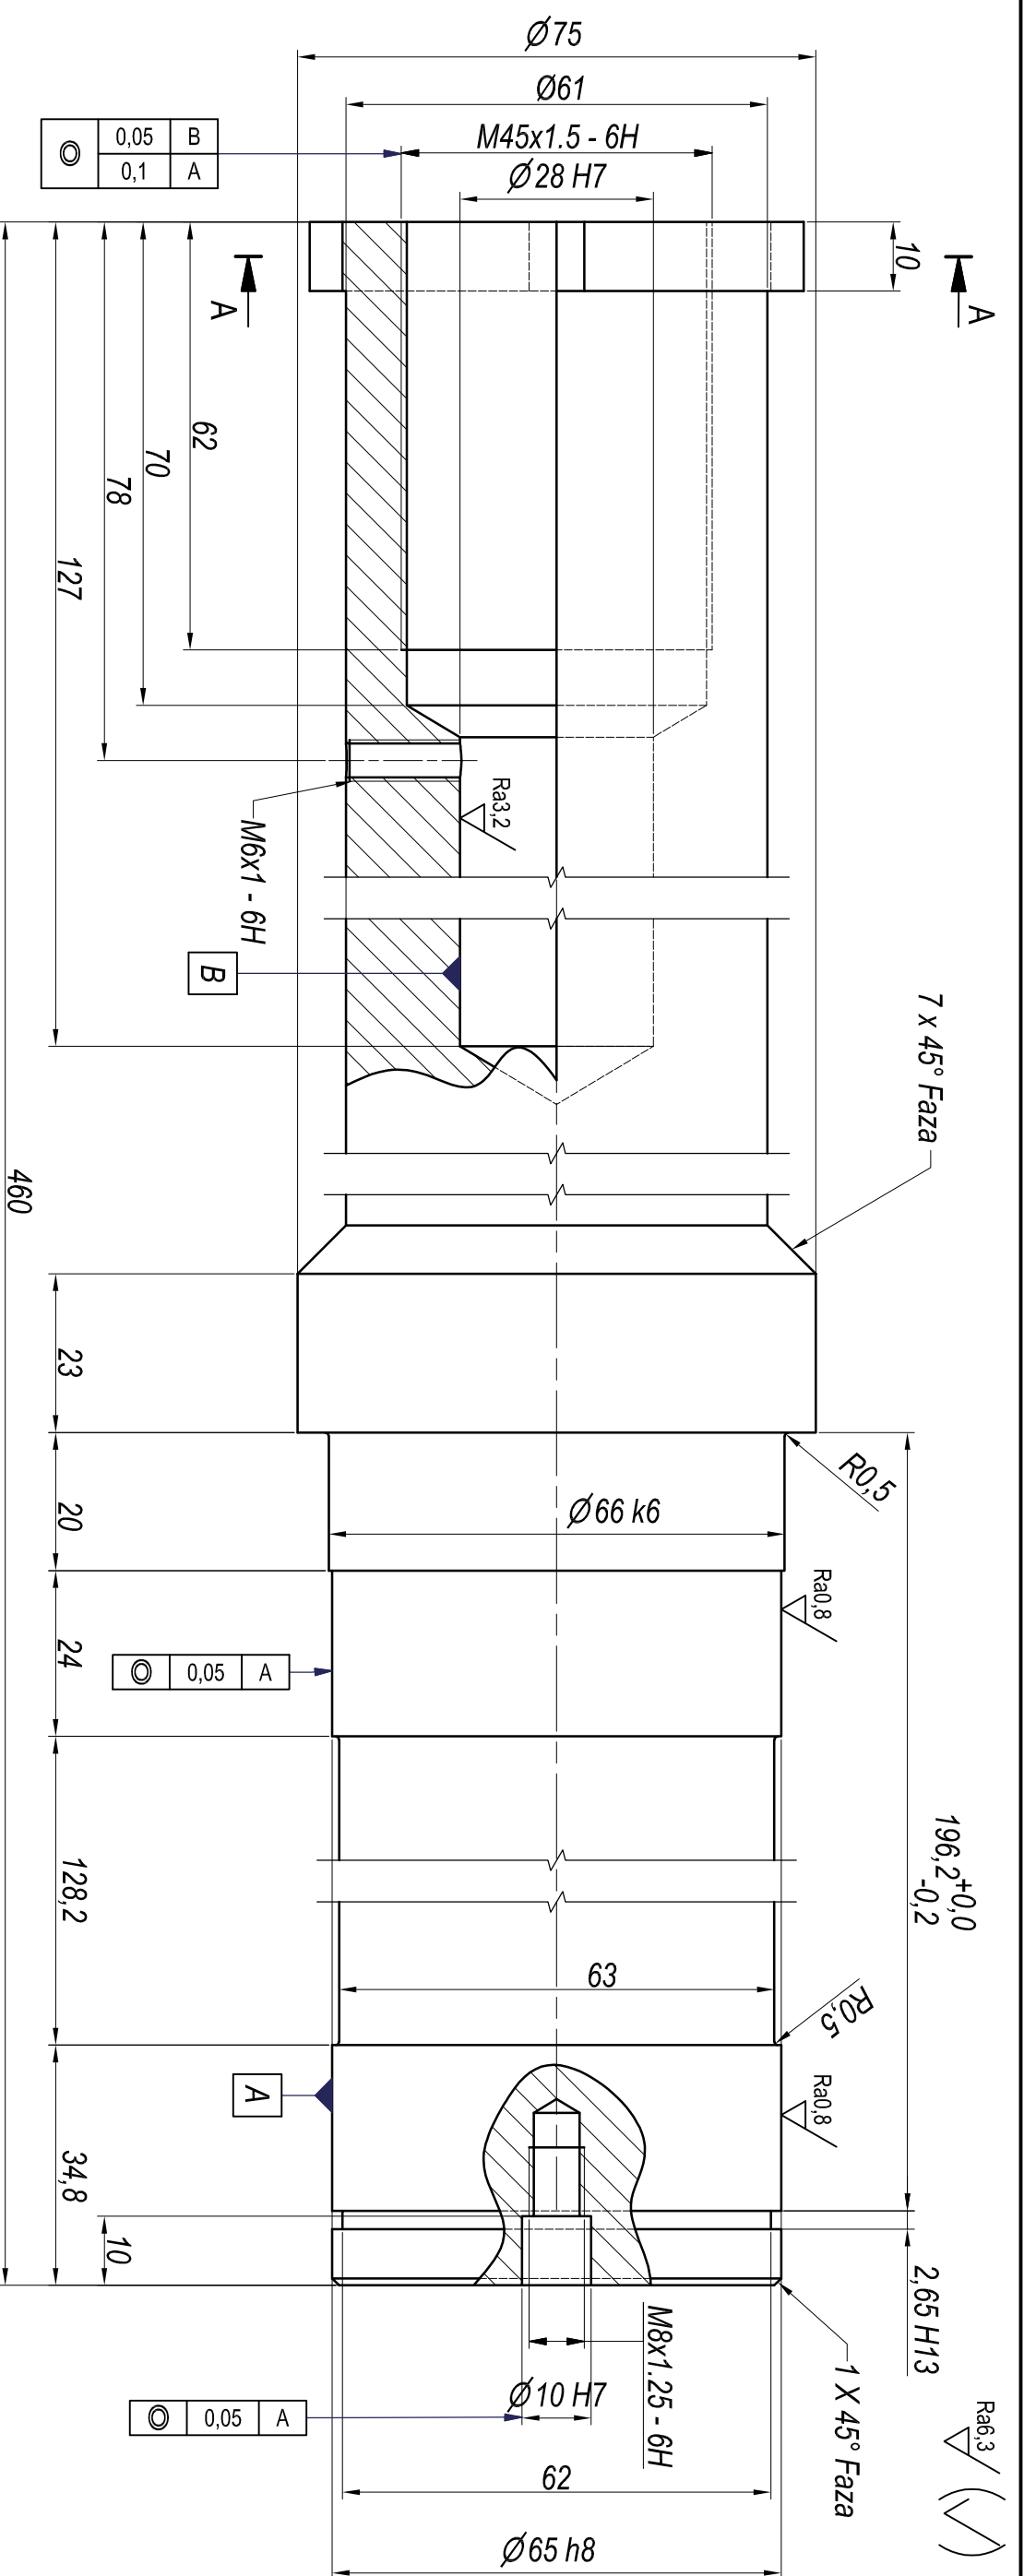 Ø75
Ø61
M45x1.5 - 6H
Ø28 H7
0,05 B
0,1 A
10
A
A
62
70
78
127
460
Ra3,2
M6x1 - 6H
B
7 x 45° Faza
23
R0,5
20
Ø66 k6
Ra0,8
24
0,05 A
196,2 +0,0
-0,2
128,2
63
R0,5
A
Ra0,8
34,8
10
2,65 H13
M8x1.25 - 6H
1 X 45° Faza
Ra6,3
Ø10 H7
0,05 A
62
Ø65 h8